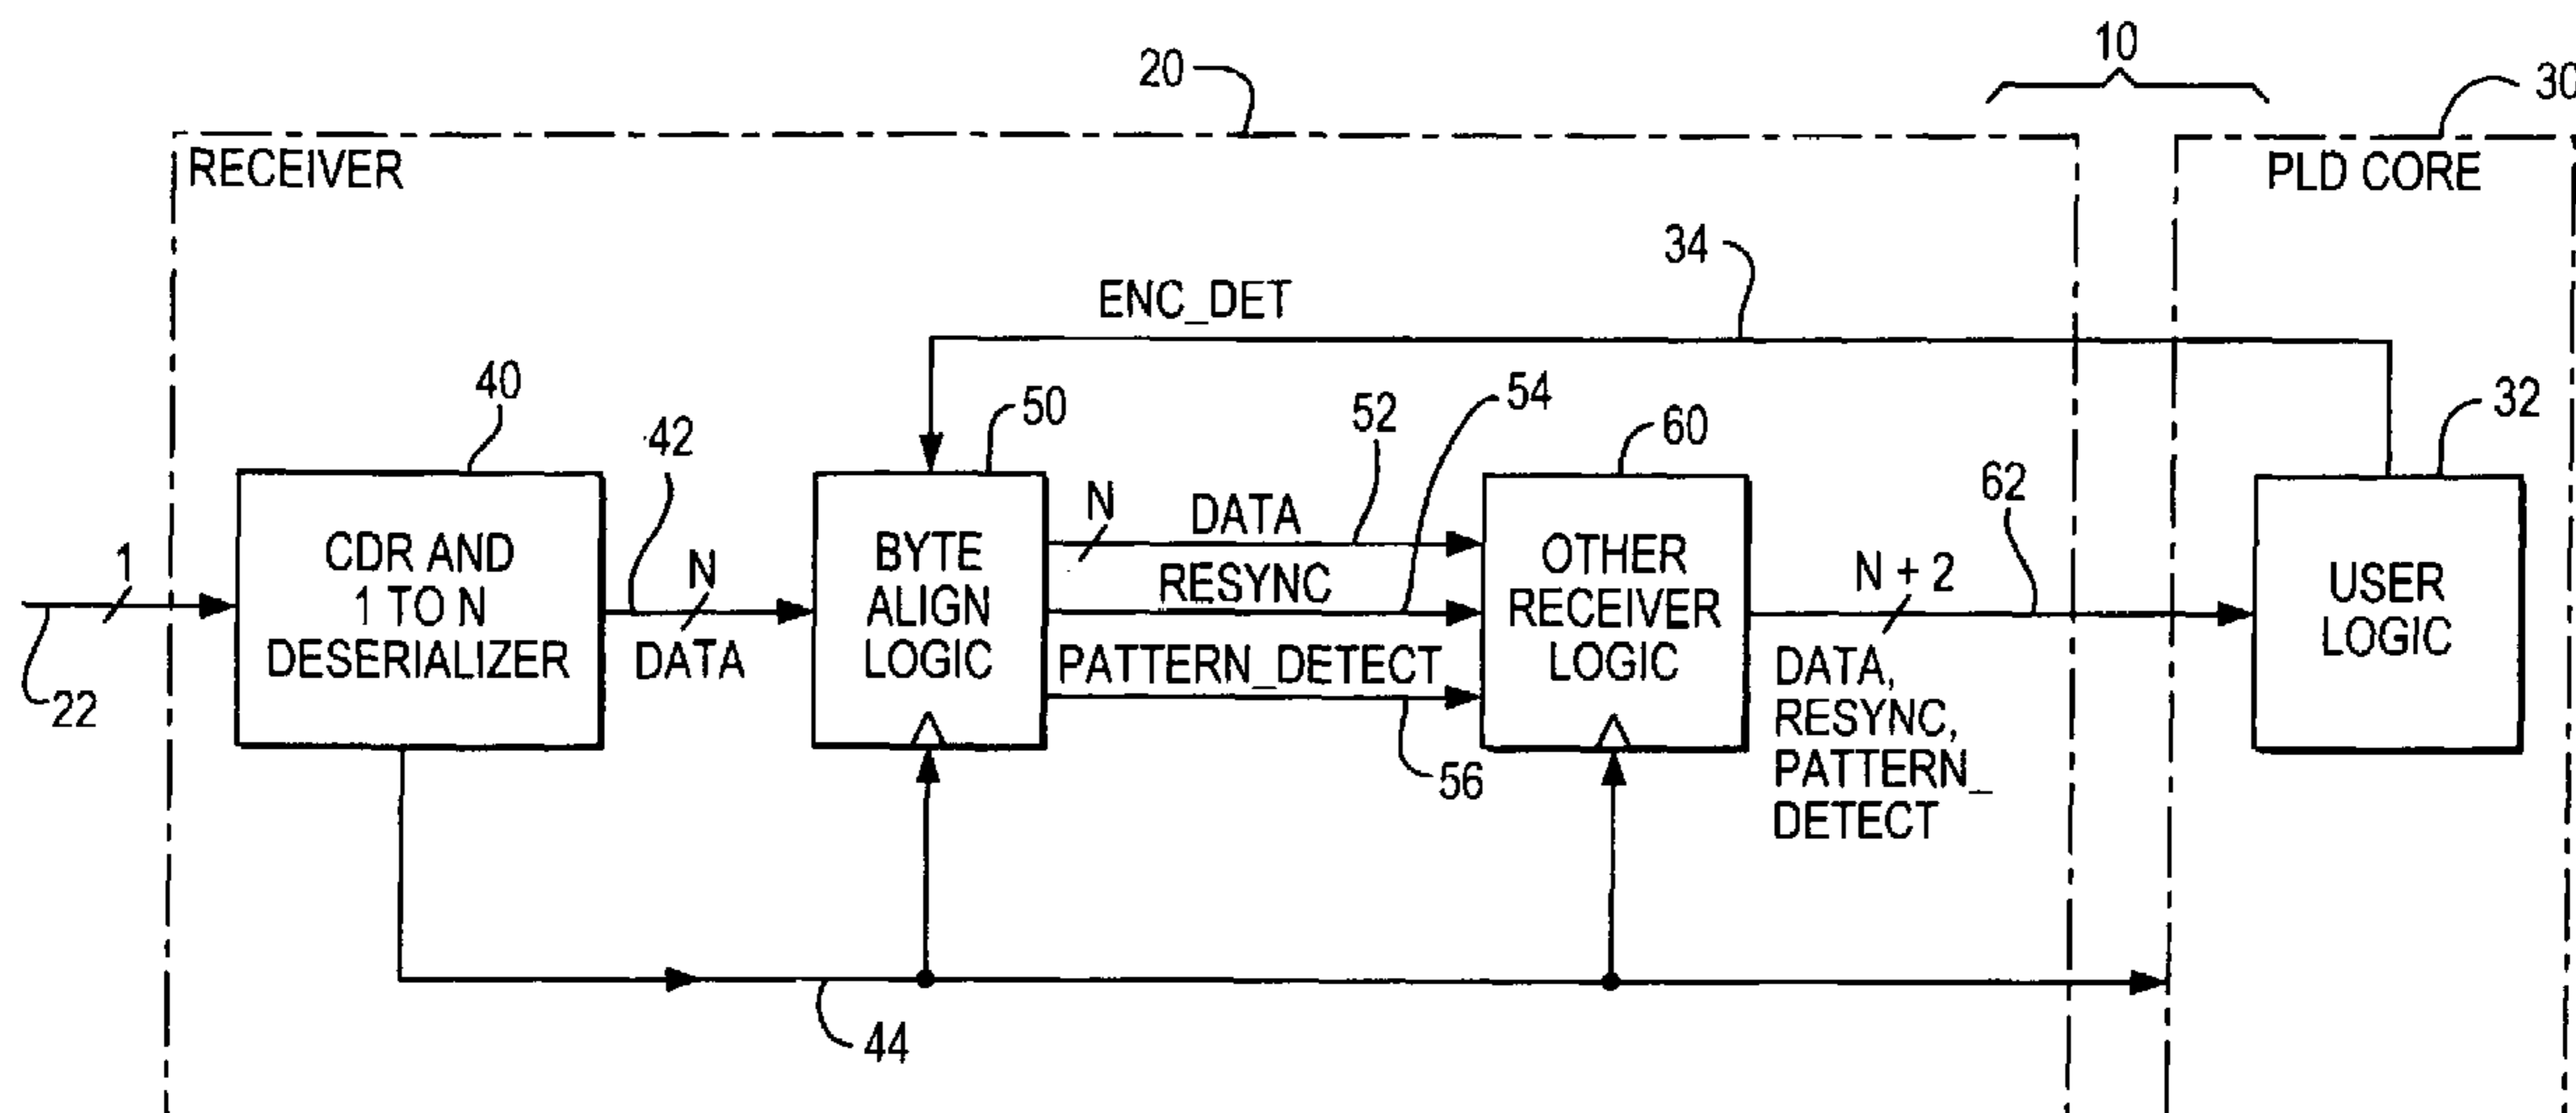 10
20
30
RECEIVER
PLD CORE
34
ENC_DET
40
42
50
52
54
60
62
32
1
22
CDR AND
1 TO N
DESERIALIZER
N
DATA
BYTE
ALIGN
LOGIC
N
DATA
RESYNC
PATTERN_DETECT
56
OTHER
RECEIVER
LOGIC
N + 2
DATA,
RESYNC,
PATTERN_
DETECT
USER
LOGIC
44